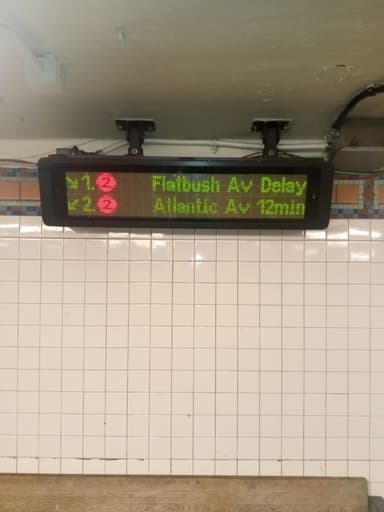 ↘ 1. 2 Flatbush Av Delay
↙ 2. 2 Atlantic Av 12min